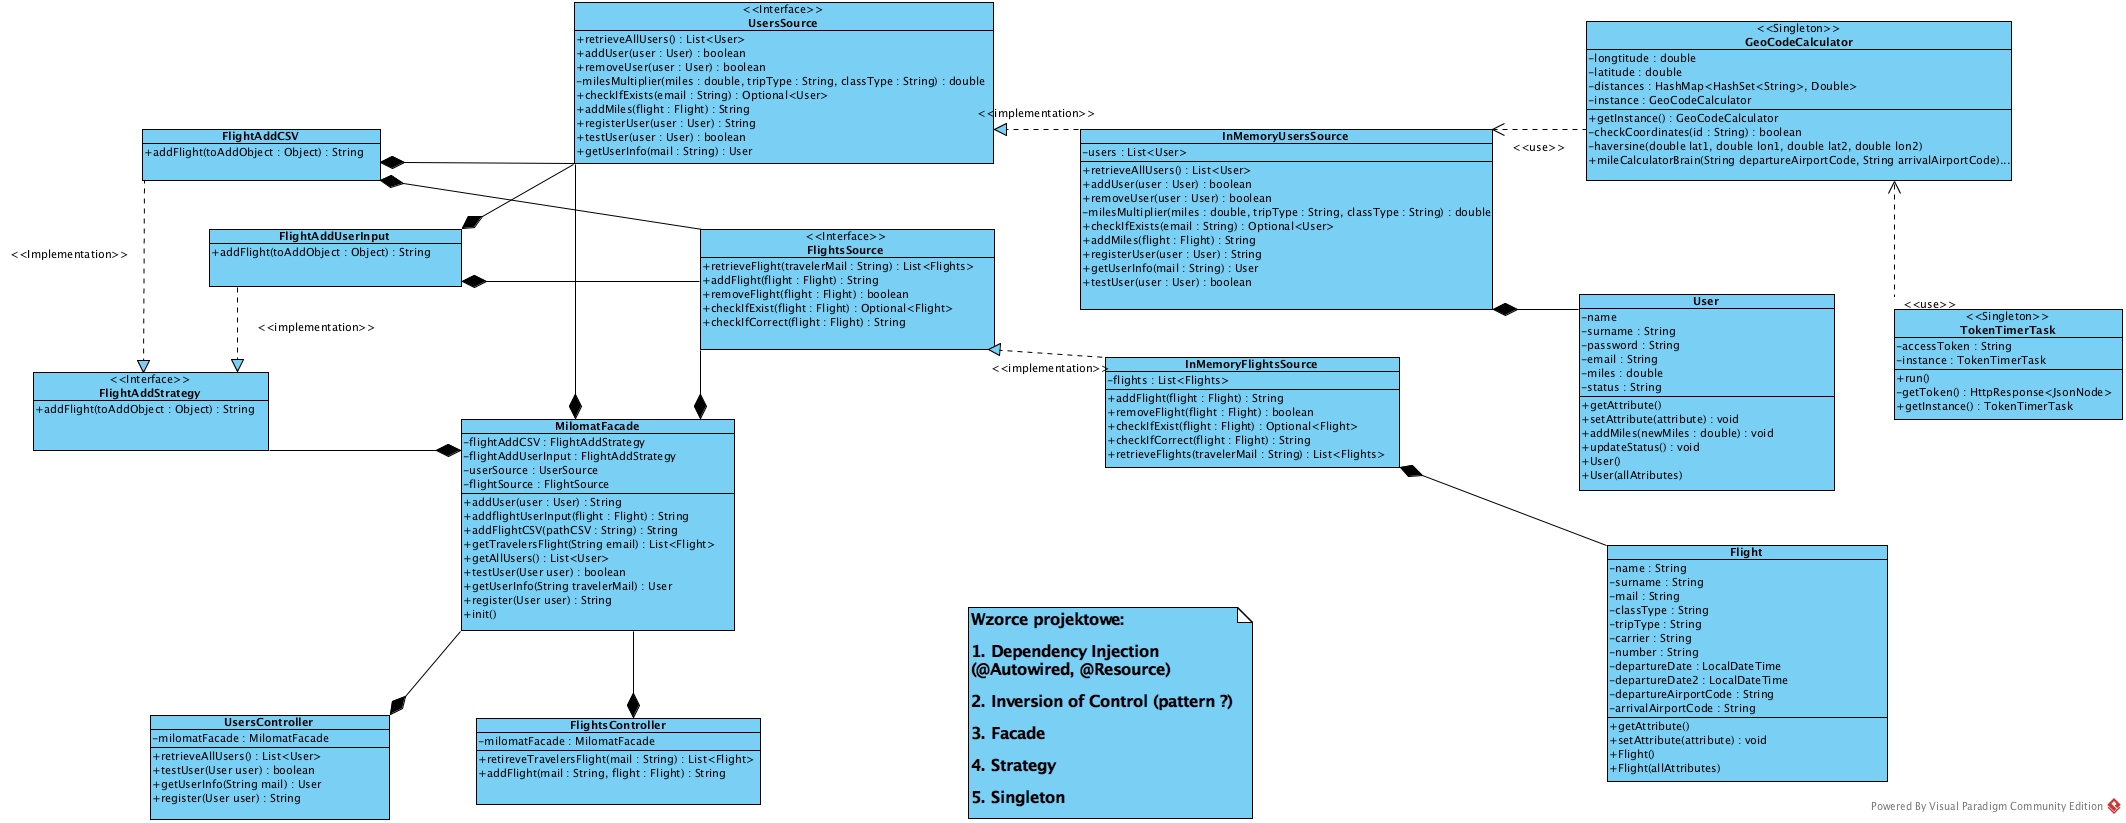 <<Interface>>
UsersSource
+retrieveAllUsers() : List<User>
+addUser(user : User) : boolean
+removeUser(user : User) : boolean
-milesMultiplier(miles : double, tripType : String, classType : String) : double
+checkIfExists(email : String) : Optional<User>
+addMiles(flight : Flight) : String
+registerUser(user : User) : String
+testUser(user : User) : boolean
+getUserInfo(mail : String) : User
<<Singleton>>
GeoCodeCalculator
-longtitude : double
-latitude : double
-distances : HashMap<HashSet<String>, Double>
-instance : GeoCodeCalculator
+getInstance() : GeoCodeCalculator
-checkCoordinates(id : String) : boolean
-haversine(double lat1, double lon1, double lat2, double lon2)
+mileCalculatorBrain(String departureAirportCode, String arrivalAirportCode)...
<<implementation>>
<<use>>
FlightAddCSV
+addFlight(toAddObject : Object) : String
InMemoryUsersSource
-users : List<User>
+retrieveAllUsers() : List<User>
+addUser(user : User) : boolean
+removeUser(user : User) : boolean
-milesMultiplier(miles : double, tripType : String, classType : String) : double
+checkIfExists(email : String) : Optional<User>
+addMiles(flight : Flight) : String
+registerUser(user : User) : String
+getUserInfo(mail : String) : User
+testUser(user : User) : boolean
<<Implementation>>
FlightAddUserInput
+addFlight(toAddObject : Object) : String
<<implementation>>
<<Interface>>
FlightsSource
+retrieveFlight(travelerMail : String) : List<Flights>
+addFlight(flight : Flight) : String
+removeFlight(flight : Flight) : boolean
+checkIfExist(flight : Flight) : Optional<Flight>
+checkIfCorrect(flight : Flight) : String
User
-name
-surname : String
-password : String
-email : String
-miles : double
-status : String
+getAttribute()
+setAttribute(attribute) : void
+addMiles(newMiles : double) : void
+updateStatus() : void
+User()
+User(allAtributes)
<<use>>
<<Singleton>>
TokenTimerTask
-accessToken : String
-instance : TokenTimerTask
+run()
-getToken() : HttpResponse<JsonNode>
+getInstance() : TokenTimerTask
<<implementation>>
InMemoryFlightsSource
-flights : List<Flights>
+addFlight(flight : Flight) : String
+removeFlight(flight : Flight) : boolean
+checkIfExist(flight : Flight) : Optional<Flight>
+checkIfCorrect(flight : Flight) : String
+retrieveFlights(travelerMail : String) : List<Flights>
<<Interface>>
FlightAddStrategy
+addFlight(toAddObject : Object) : String
MilomatFacade
-flightAddCSV : FlightAddStrategy
-flightAddUserInput : FlightAddStrategy
-userSource : UserSource
-flightSource : FlightSource
+addUser(user : User) : String
+addflightUserInput(flight : Flight) : String
+addFlightCSV(pathCSV : String) : String
+getTravelersFlight(String email) : List<Flight>
+getAllUsers() : List<User>
+testUser(User user) : boolean
+getUserInfo(String travelerMail) : User
+register(User user) : String
+init()
Flight
-name : String
-surname : String
-mail : String
-classType : String
-tripType : String
-carrier : String
-number : String
-departureDate : LocalDateTime
-departureDate2 : LocalDateTime
-departureAirportCode : String
-arrivalAirportCode : String
+getAttribute()
+setAttribute(attribute) : void
+Flight()
+Flight(allAttributes)
Wzorce projektowe:
1. Dependency Injection
(@Autowired, @Resource)
2. Inversion of Control (pattern ?)
3. Facade
4. Strategy
5. Singleton
UsersController
-milomatFacade : MilomatFacade
+retrieveAllUsers() : List<User>
+testUser(User user) : boolean
+getUserInfo(String mail) : User
+register(User user) : String
FlightsController
-milomatFacade : MilomatFacade
+retireveTravelersFlight(mail : String) : List<Flight>
+addFlight(mail : String, flight : Flight) : String
Powered By Visual Paradigm Community Edition